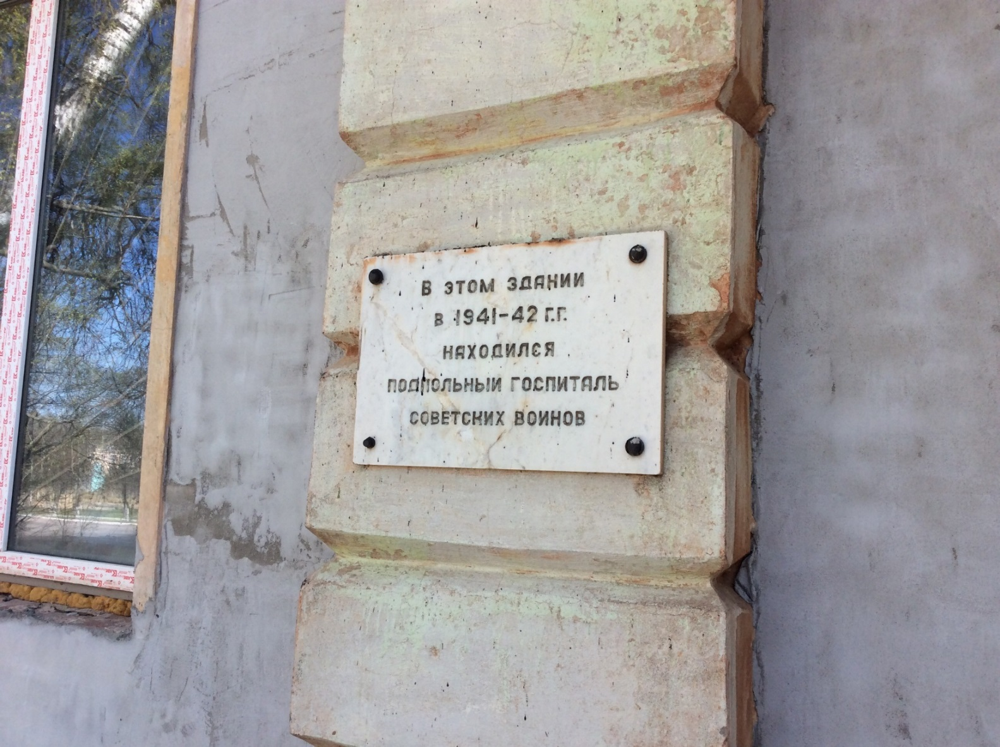 В ЭТОМ ЗДАНИИ
В 1941-42 Г.Г.
НАХОДИЛСЯ
ПОДПОЛЬНЫЙ ГОСПИТАЛЬ
СОВЕТСКИХ ВОИНОВ